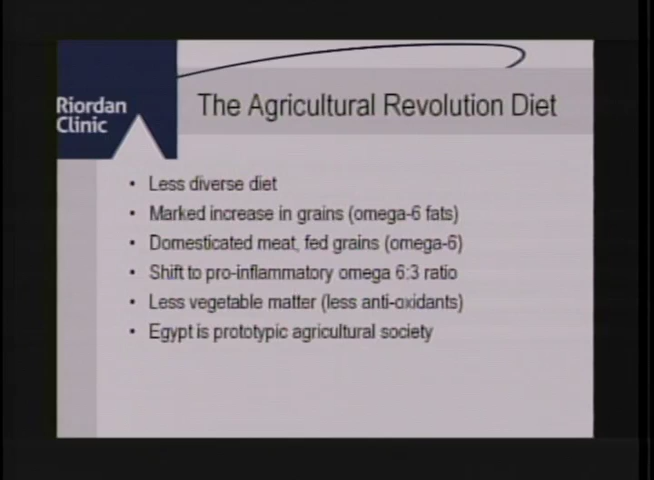 Riordan
Clinic
The Agricultural Revolution Diet
• Less diverse diet
• Marked increase in grains (omega-6 fats)
• Domesticated meat, fed grains (omega-6)
• Shift to pro-inflammatory omega 6:3 ratio
• Less vegetable matter (less anti-oxidants)
• Egypt is prototypic agricultural society